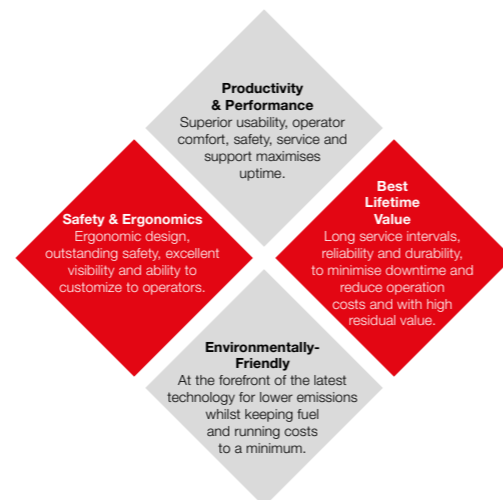 Productivity
& Performance
Superior usability, operator
comfort, safety, service and
support maximises
uptime.
Safety & Ergonomics
Ergonomic design,
outstanding safety, excellent
visibility and ability to
customize to operators.
Best
Lifetime
Value
Long service intervals,
reliability and durability,
to minimise downtime and
reduce operation
costs and with high
residual value.
Environmentally-
Friendly
At the forefront of the latest
technology for lower emissions
whilst keeping fuel
and running costs
to a minimum.